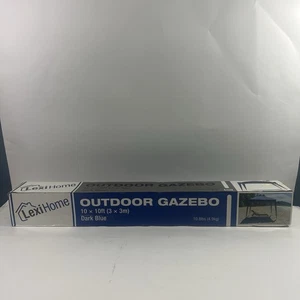 LexiHome
OUTDOOR GAZEBO
10 × 10ft (3 × 3m)
Dark Blue